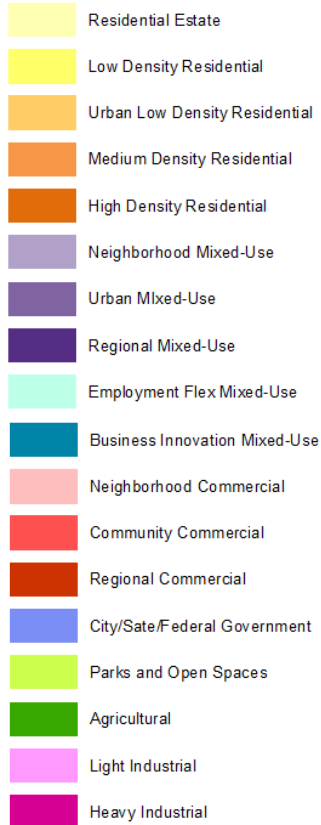 Residential Estate
Low Density Residential
Urban Low Density Residential
Medium Density Residential
High Density Residential
Neighborhood Mixed-Use
Urban MIxed-Use
Regional Mixed-Use
Employment Flex Mixed-Use
Business Innovation Mixed-Use
Neighborhood Commercial
Community Commercial
Regional Commercial
City/Sate/Federal Government
Parks and Open Spaces
Agricultural
Light Industrial
Heavy Industrial